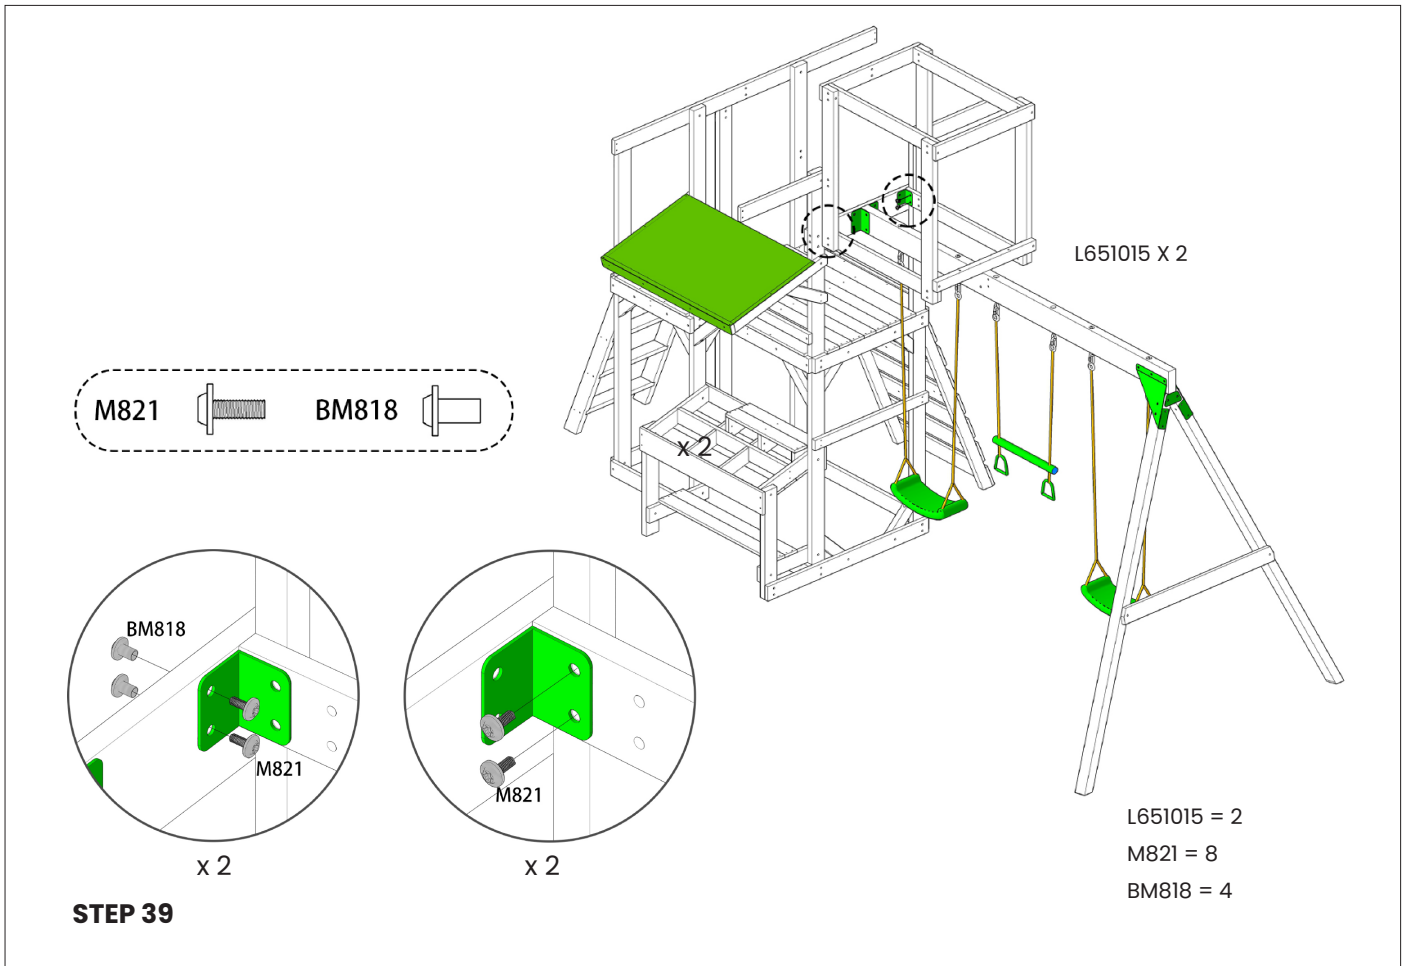 L651015 X 2
M821
BM818
x 2
BM818
M821
M821
x 2
x 2
L651015 = 2
M821 = 8
BM818 = 4
STEP 39